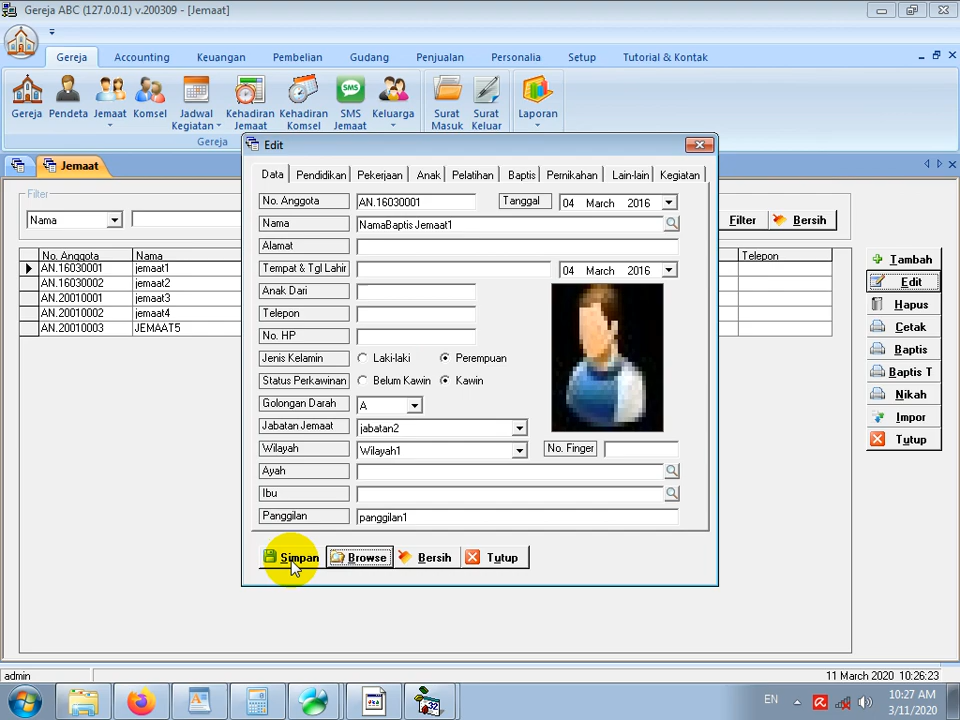 Gereja ABC (127.0.0.1) v.200309 - [Jemaat]
Gereja Accounting Keuangan Pembelian Gudang Penjualan Personalia Setup Tutorial & Kontak
Gereja Pendeta Jemaat Komsel Jadwal Kegiatan Kehadiran Jemaat Kehadiran Komsel SMS Jemaat Keluarga Surat Masuk Surat Keluar Laporan
SMS
Gereja
Jemaat
Filter
Nama Filter Bersih
No. Anggota Nama Telepon
AN.16030001 jemaat1
AN.16030002 jemaat2
AN.20010001 jemaat3
AN.20010002 jemaat4
AN.20010003 JEMAAT5
Tambah
Edit
Hapus
Cetak
Baptis
Baptis T
Nikah
Impor
Tutup
Edit
Data Pendidikan Pekerjaan Anak Pelatihan Baptis Pernikahan Lain-lain Kegiatan
No. Anggota AN.16030001 Tanggal 04 March 2016
Nama NamaBaptis Jemaat1
Alamat
Tempat & Tgl Lahir 04 March 2016
Anak Dari
Telepon
No. HP
Jenis Kelamin Laki-laki Perempuan
Status Perkawinan Belum Kawin Kawin
Golongan Darah A
Jabatan Jemaat jabatan2
Wilayah Wilayah1 No. Finger
Ayah
Ibu
Panggilan panggilan1
Simpan Browse Bersih Tutup
admin 11 March 2020 10:26:23
32
EN 10:27 AM
3/11/2020